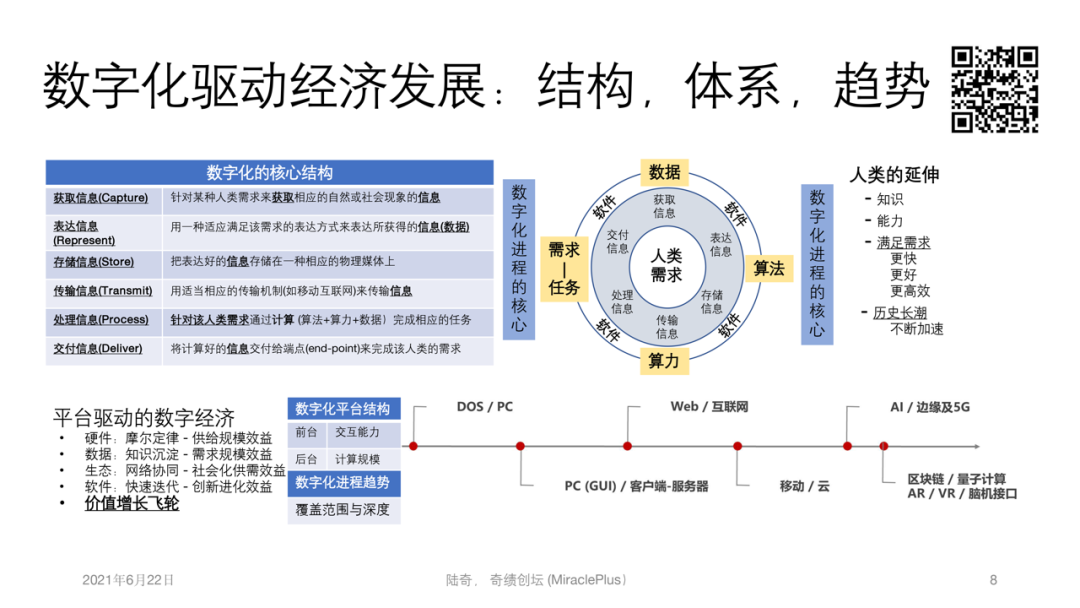 数字化驱动经济发展：结构，体系，趋势
数字化的核心结构
获取信息(Capture) 针对某种人类需求来获取相应的自然或社会现象的信息
表达信息
(Represent) 用一种适应满足该需求的表达方式来表达所获得的信息(数据)
存储信息(Store) 把表达好的信息存储在一种相应的物理媒体上
传输信息(Transmit) 用适当相应的传输机制(如移动互联网)来传输信息
处理信息(Process) 针对该人类需求通过计算 (算法+算力+数据）完成相应的任务
交付信息(Deliver) 将计算好的信息交付给端点(end-point)来完成该人类的需求
数字化进程的核心
数据
软件
软件
获取
信息
交付
信息
表达
信息
需求
|
任务
人类
需求
算法
处理
信息
存储
信息
传输
信息
软件
软件
算力
数字化进程的核心
人类的延伸
- 知识
- 能力
- 满足需求
更快
更好
更高效
- 历史长潮
不断加速
平台驱动的数字经济
• 硬件：摩尔定律 - 供给规模效益
• 数据：知识沉淀 - 需求规模效益
• 生态：网络协同 - 社会化供需效益
• 软件：快速迭代 - 创新进化效益
• 价值增长飞轮
数字化平台结构
前台 交互能力
后台 计算规模
数字化进程趋势
覆盖范围与深度
DOS / PC
Web / 互联网
AI / 边缘及5G
PC (GUI) / 客户端-服务器
移动 / 云
区块链 / 量子计算
AR / VR / 脑机接口
2021年6月22日
陆奇， 奇绩创坛 (MiraclePlus）
8